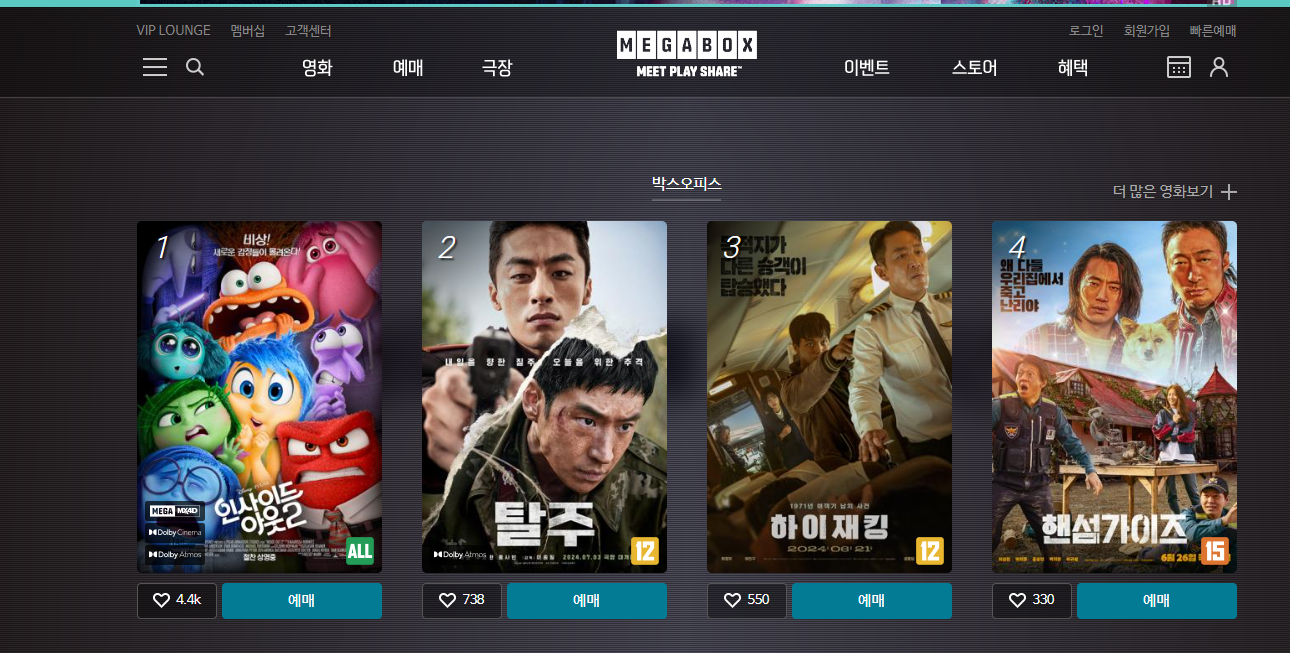 VIP LOUNGE 멤버십 고객센터
로그인 회원가입 빠른예매
MEGABOX
MEET PLAY SHARE™
영화 예매 극장
이벤트 스토어 혜택
박스오피스
더 많은 영화보기
1
비상!
새로운 감정들이 몰려온다!
인사이드
아웃2
MEGA MX4D
Dolby Cinema
Dolby Atmos
절찬 상영중
ALL
4.4k 예매
2
내일을 향한 질주 오늘을 위한 추격
탈주
Dolby Atmos
2024.07.03
12
738 예매
3
목적지가
다른 승객이
탑승했다
1971년 여객기 납치 사건
하이재킹
2024 06 21
12
550 예매
4
왜 다들
우리집에서
죽고
난리야
핸섬가이즈
6월 26일
15
330 예매